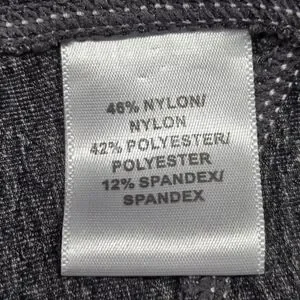 46% NYLON/
NYLON
42% POLYESTER/
POLYESTER
12% SPANDEX/
SPANDEX